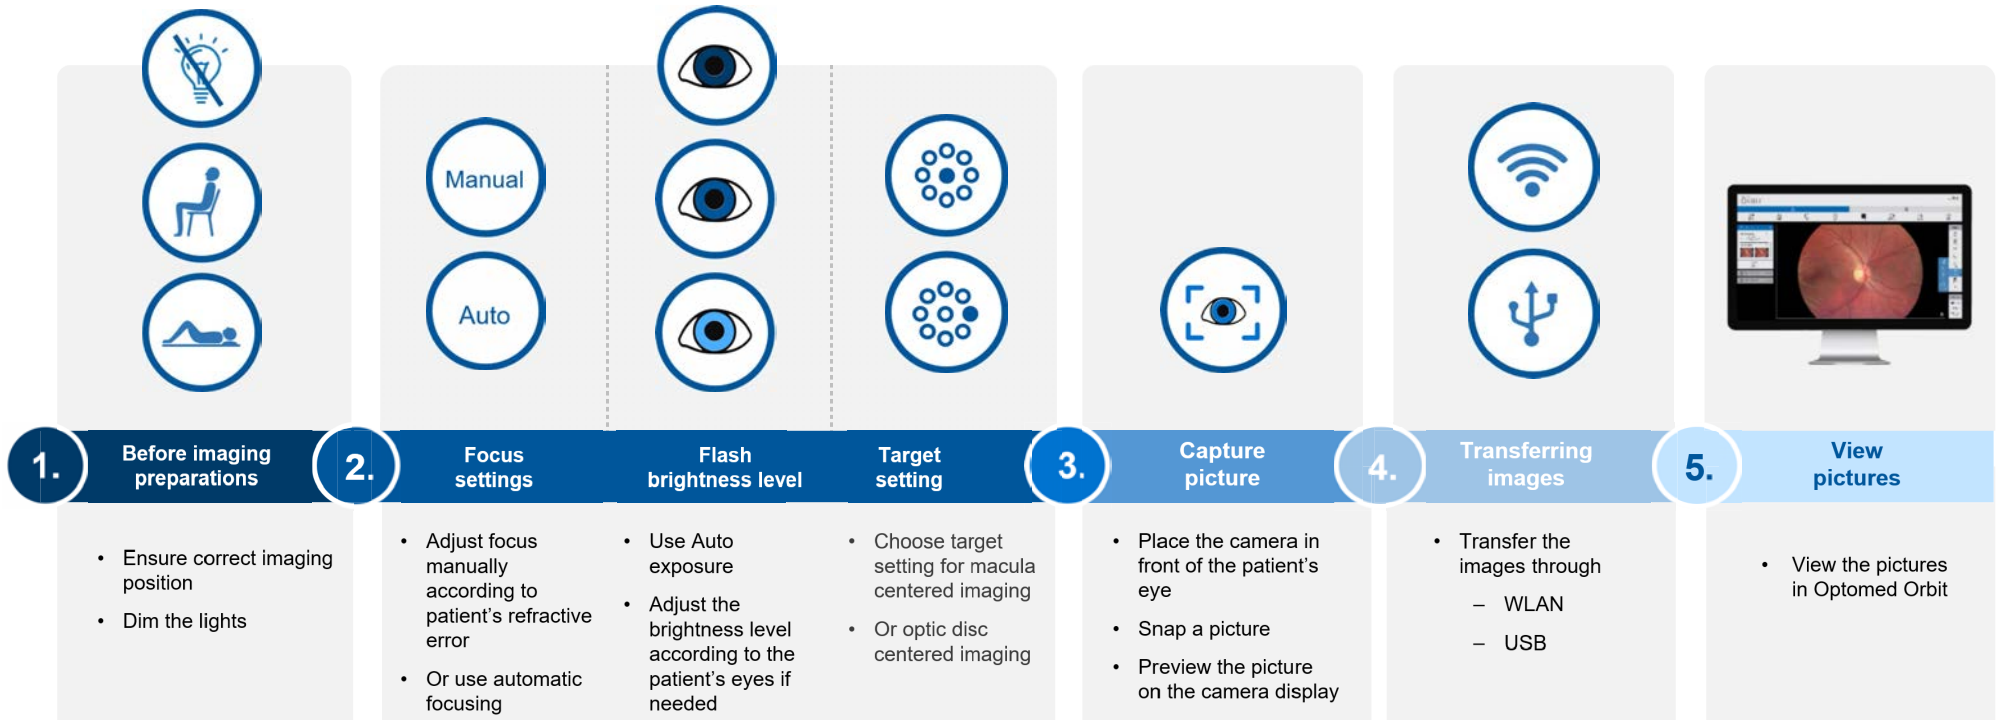 Manual
Auto
1.
Before imaging
preparations
2.
Focus
settings
Flash
brightness level
Target
setting
3.
Capture
picture
4.
Transferring
images
5.
View
pictures
• Ensure correct imaging
position
• Dim the lights
• Adjust focus
manually
according to
patient's refractive
error
• Or use automatic
focusing
• Use Auto
exposure
• Adjust the
brightness level
according to the
patient's eyes if
needed
• Choose target
setting for macula
centered imaging
• Or optic disc
centered imaging
• Place the camera in
front of the patient's
eye
• Snap a picture
• Preview the picture
on the camera display
• Transfer the
images through
– WLAN
– USB
• View the pictures
in Optomed Orbit